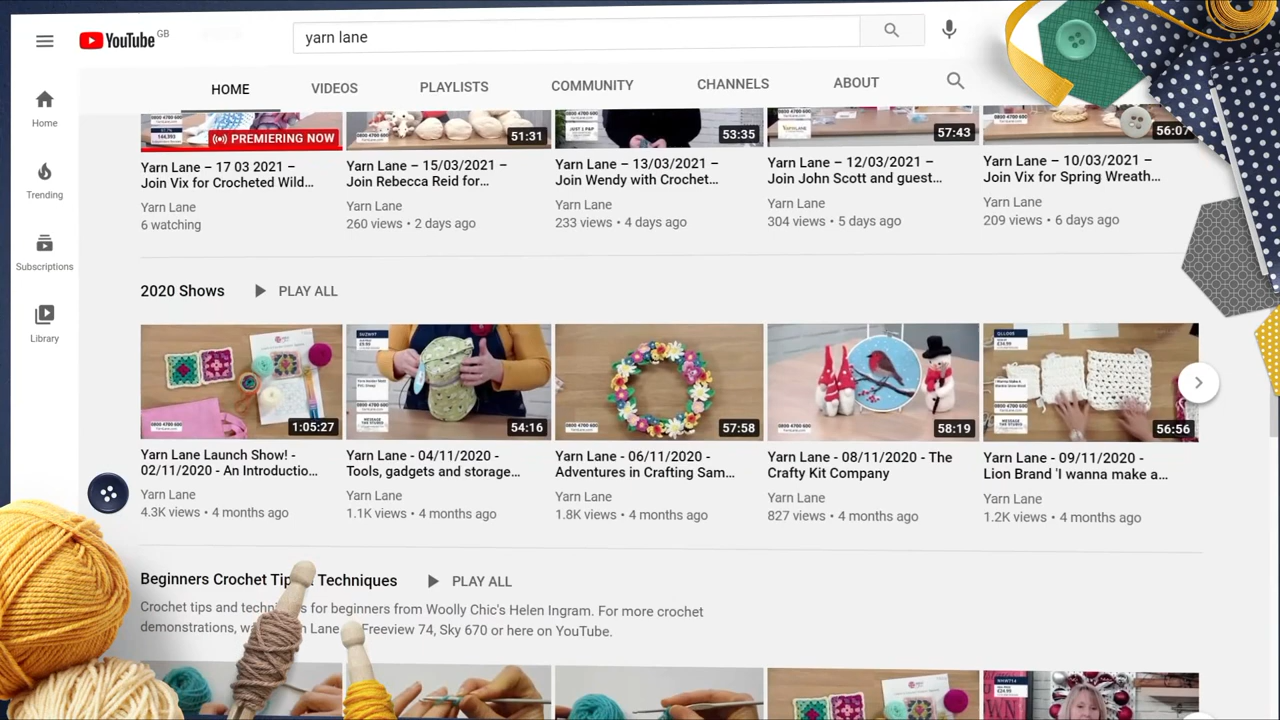 YouTube GB
yarn lane
HOME VIDEOS PLAYLISTS COMMUNITY CHANNELS ABOUT
Home
Trending
Subscriptions
Library
PREMIERING NOW
51:31
53:35
57:43
56:07
Yarn Lane – 17 03 2021 –
Join Vix for Crocheted Wild...
Yarn Lane
6 watching
Yarn Lane – 15/03/2021 –
Join Rebecca Reid for...
Yarn Lane
260 views • 2 days ago
Yarn Lane – 13/03/2021 –
Join Wendy with Crochet...
Yarn Lane
233 views • 4 days ago
Yarn Lane – 12/03/2021 –
Join John Scott and guest...
Yarn Lane
304 views • 5 days ago
Yarn Lane – 10/03/2021 –
Join Vix for Spring Wreath...
Yarn Lane
209 views • 6 days ago
2020 Shows PLAY ALL
1:05:27
54:16
57:58
58:19
56:56
Yarn Lane Launch Show! -
02/11/2020 - An Introductio...
Yarn Lane
4.3K views • 4 months ago
Yarn Lane - 04/11/2020 -
Tools, gadgets and storage...
Yarn Lane
1.1K views • 4 months ago
Yarn Lane - 06/11/2020 -
Adventures in Crafting Sam...
Yarn Lane
1.8K views • 4 months ago
Yarn Lane - 08/11/2020 - The
Crafty Kit Company
Yarn Lane
827 views • 4 months ago
Yarn Lane - 09/11/2020 -
Lion Brand 'I wanna make a...
Yarn Lane
1.2K views • 4 months ago
Beginners Crochet Tip Techniques PLAY ALL
Crochet tips and for beginners from Woolly Chic's Helen Ingram. For more crochet
demonstrations, Lane Freeview 74, Sky 670 or here on YouTube.